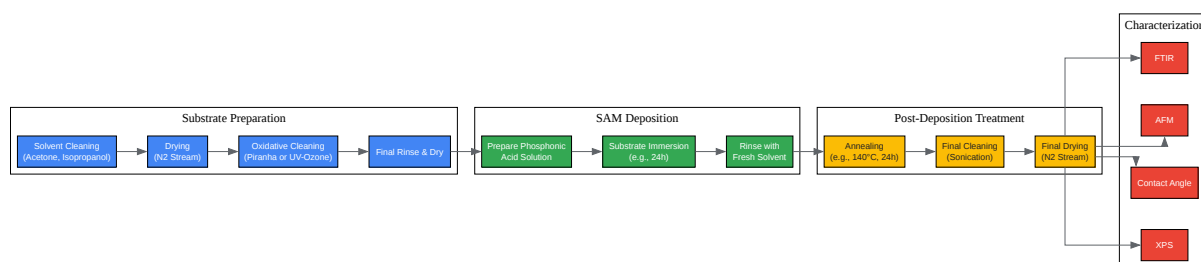 Substrate Preparation
Solvent Cleaning
(Acetone, Isopropanol)
Drying
(N2 Stream)
Oxidative Cleaning
(Piranha or UV-Ozone)
Final Rinse & Dry
SAM Deposition
Prepare Phosphonic
Acid Solution
Substrate Immersion
(e.g., 24h)
Rinse with
Fresh Solvent
Post-Deposition Treatment
Annealing
(e.g., 140°C, 24h)
Final Cleaning
(Sonication)
Final Drying
(N2 Stream)
Characterization
FTIR
AFM
Contact Angle
XPS